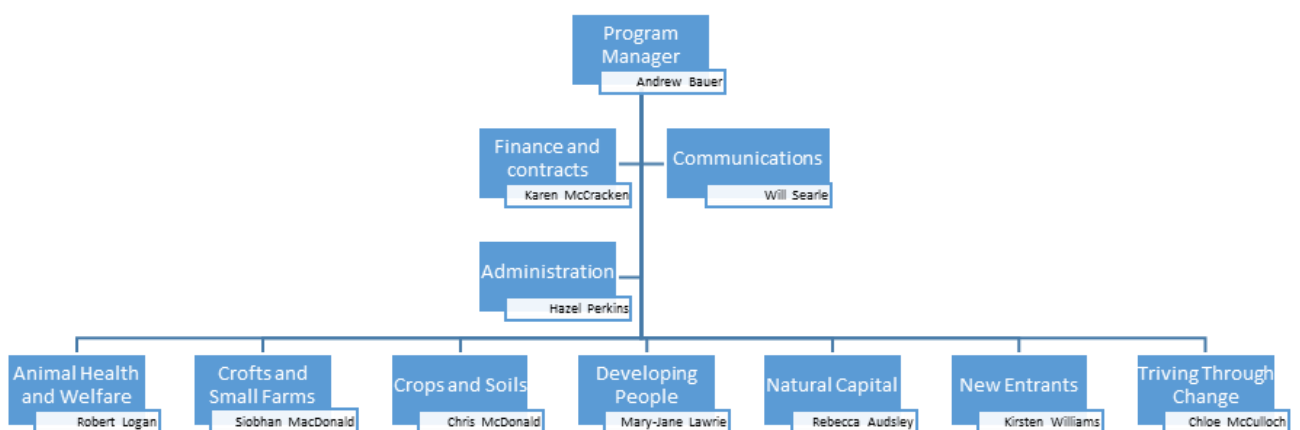 Program
Manager
Andrew Bauer
Finance and
contracts
Karen McCracken
Communications
Will Searle
Administration
Hazel Perkins
Animal Health
and Welfare
Robert Logan
Crofts and
Small Farms
Siobhan MacDonald
Crops and Soils
Chris McDonald
Developing
People
Mary-Jane Lawrie
Natural Capital
Rebecca Audsley
New Entrants
Kirsten Williams
Triving Through
Change
Chloe McCulloch